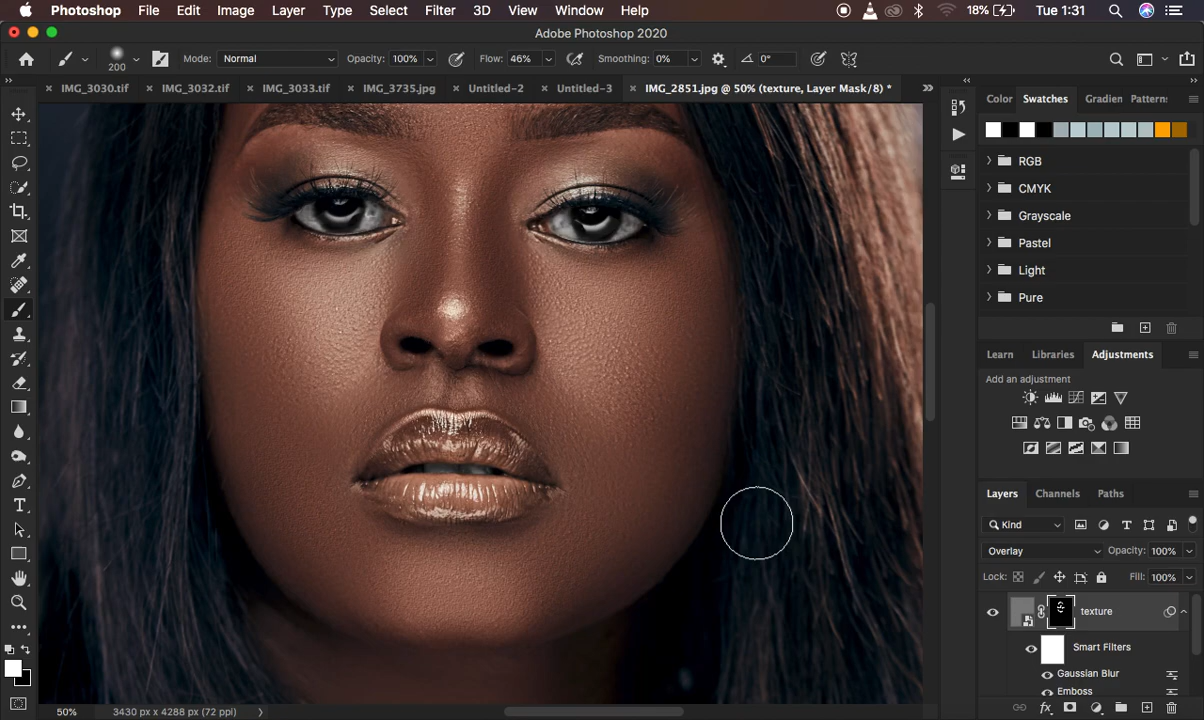 Photoshop File Edit Image Layer Type Select Filter 3D View Window Help 18% Tue 1:31
Adobe Photoshop 2020
200 Mode: Normal Opacity: 100% Flow: 46% Smoothing: 0% 0°
IMG_3030.tif IMG_3032.tif IMG_3033.tif IMG_3735.jpg Untitled-2 Untitled-3 IMG_2851.jpg @ 50% (texture, Layer Mask/8) *
Color Swatches Gradien Pattern
RGB
CMYK
Grayscale
Pastel
Light
Pure
Learn Libraries Adjustments
Add an adjustment
Layers Channels Paths
Kind
Overlay Opacity: 100%
Lock: Fill: 100%
texture
Smart Filters
Gaussian Blur
Emboss
50% 3430 px x 4288 px (72 ppi)